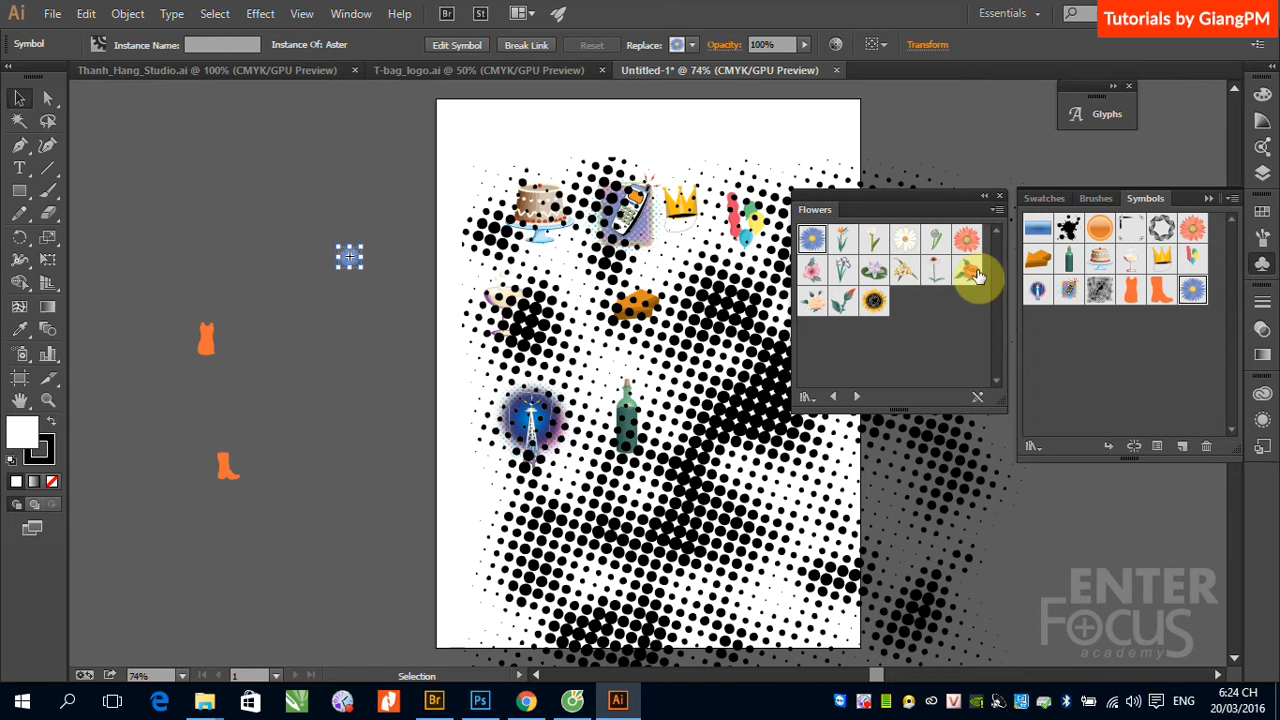 Ai File Edit Object Type Select Effect View Window Help Br St Essentials Tutorials by GiangPM
Symbol Instance Name: Instance Of: Aster Edit Symbol Break Link Reset Replace: Opacity: 100% Transform
Thanh_Hang_Studio.ai @ 100% (CMYK/GPU Preview) × T-bag_logo.ai @ 50% (CMYK/GPU Preview) × Untitled-1* @ 74% (CMYK/GPU Preview) ×
A Glyphs
Swatches Brushes Symbols
Flowers
T
ENTER
FOCUS
academy
74% 1 Selection
Br Ps Ai ENG 6:24 CH
20/03/2016